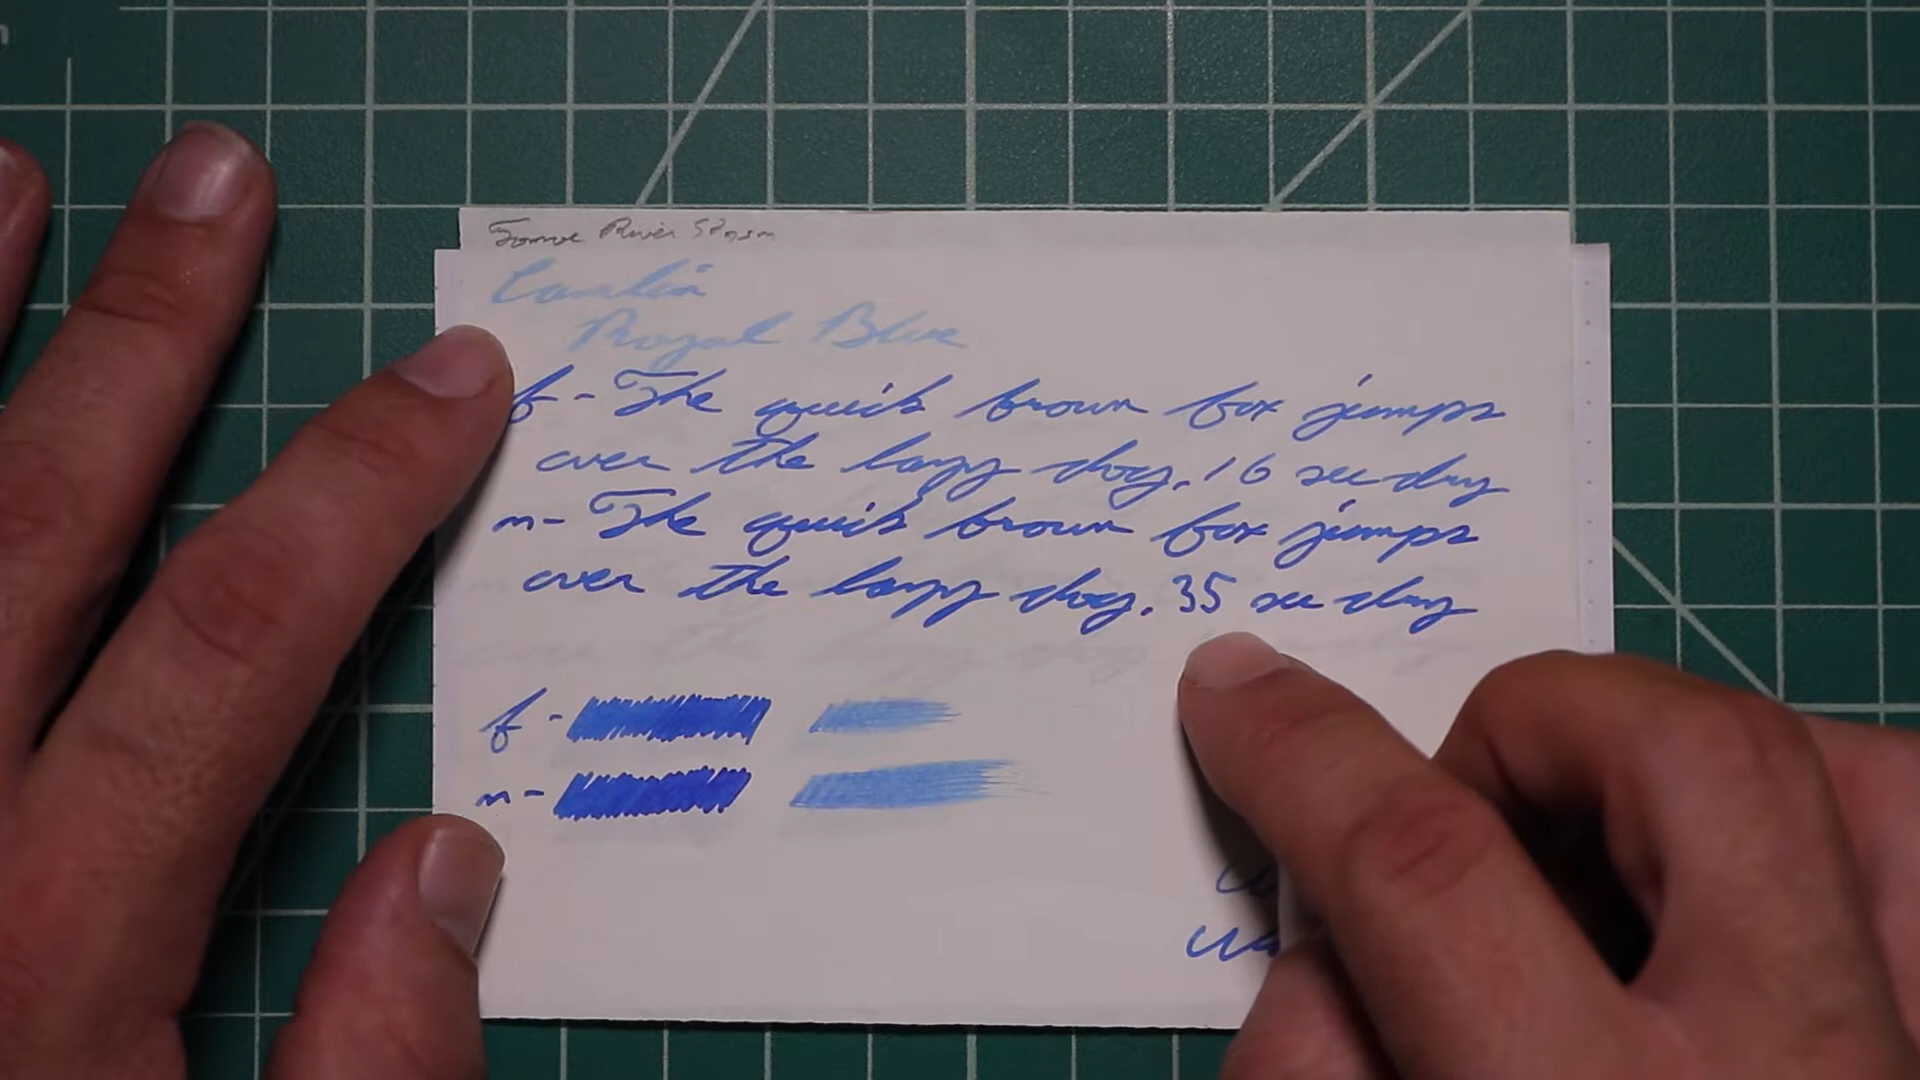 Tomoe River 52gsm
Camlin
Royal Blue
f - The quick brown fox jumps
over the lazy dog. 16 sec dry
m - The quick brown fox jumps
over the lazy dog. 35 sec dry
f -
m -